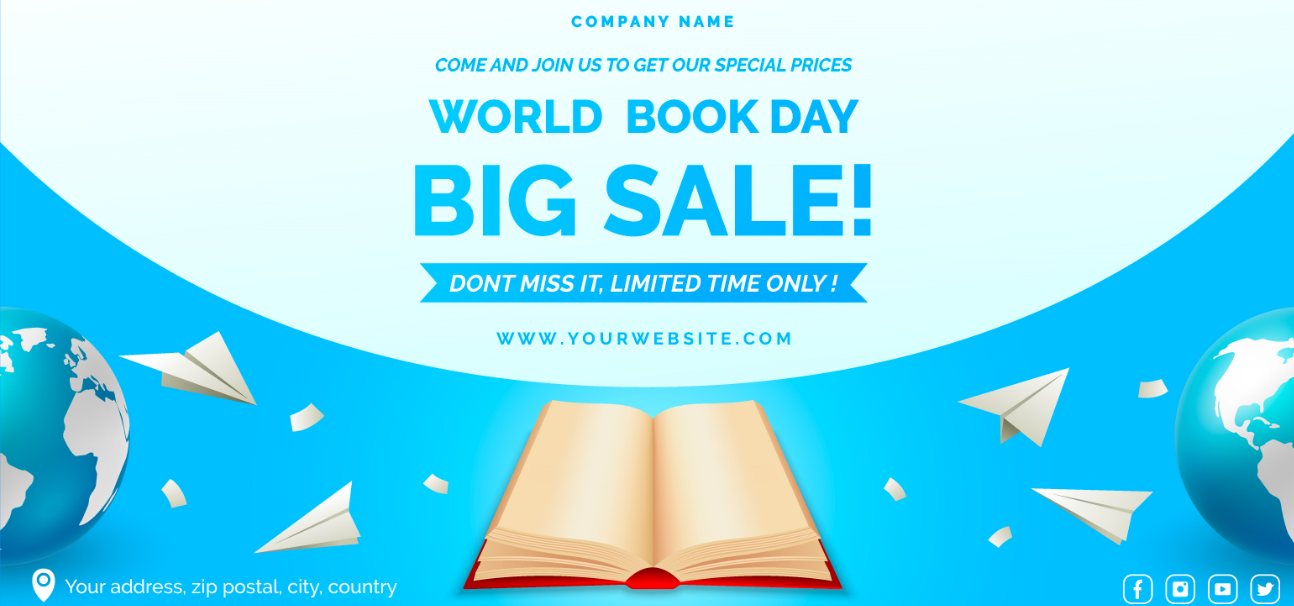 COMPANY NAME
COME AND JOIN US TO GET OUR SPECIAL PRICES
WORLD BOOK DAY
BIG SALE!
DONT MISS IT, LIMITED TIME ONLY !
WWW.YOURWEBSITE.COM
Your address, zip postal, city, country